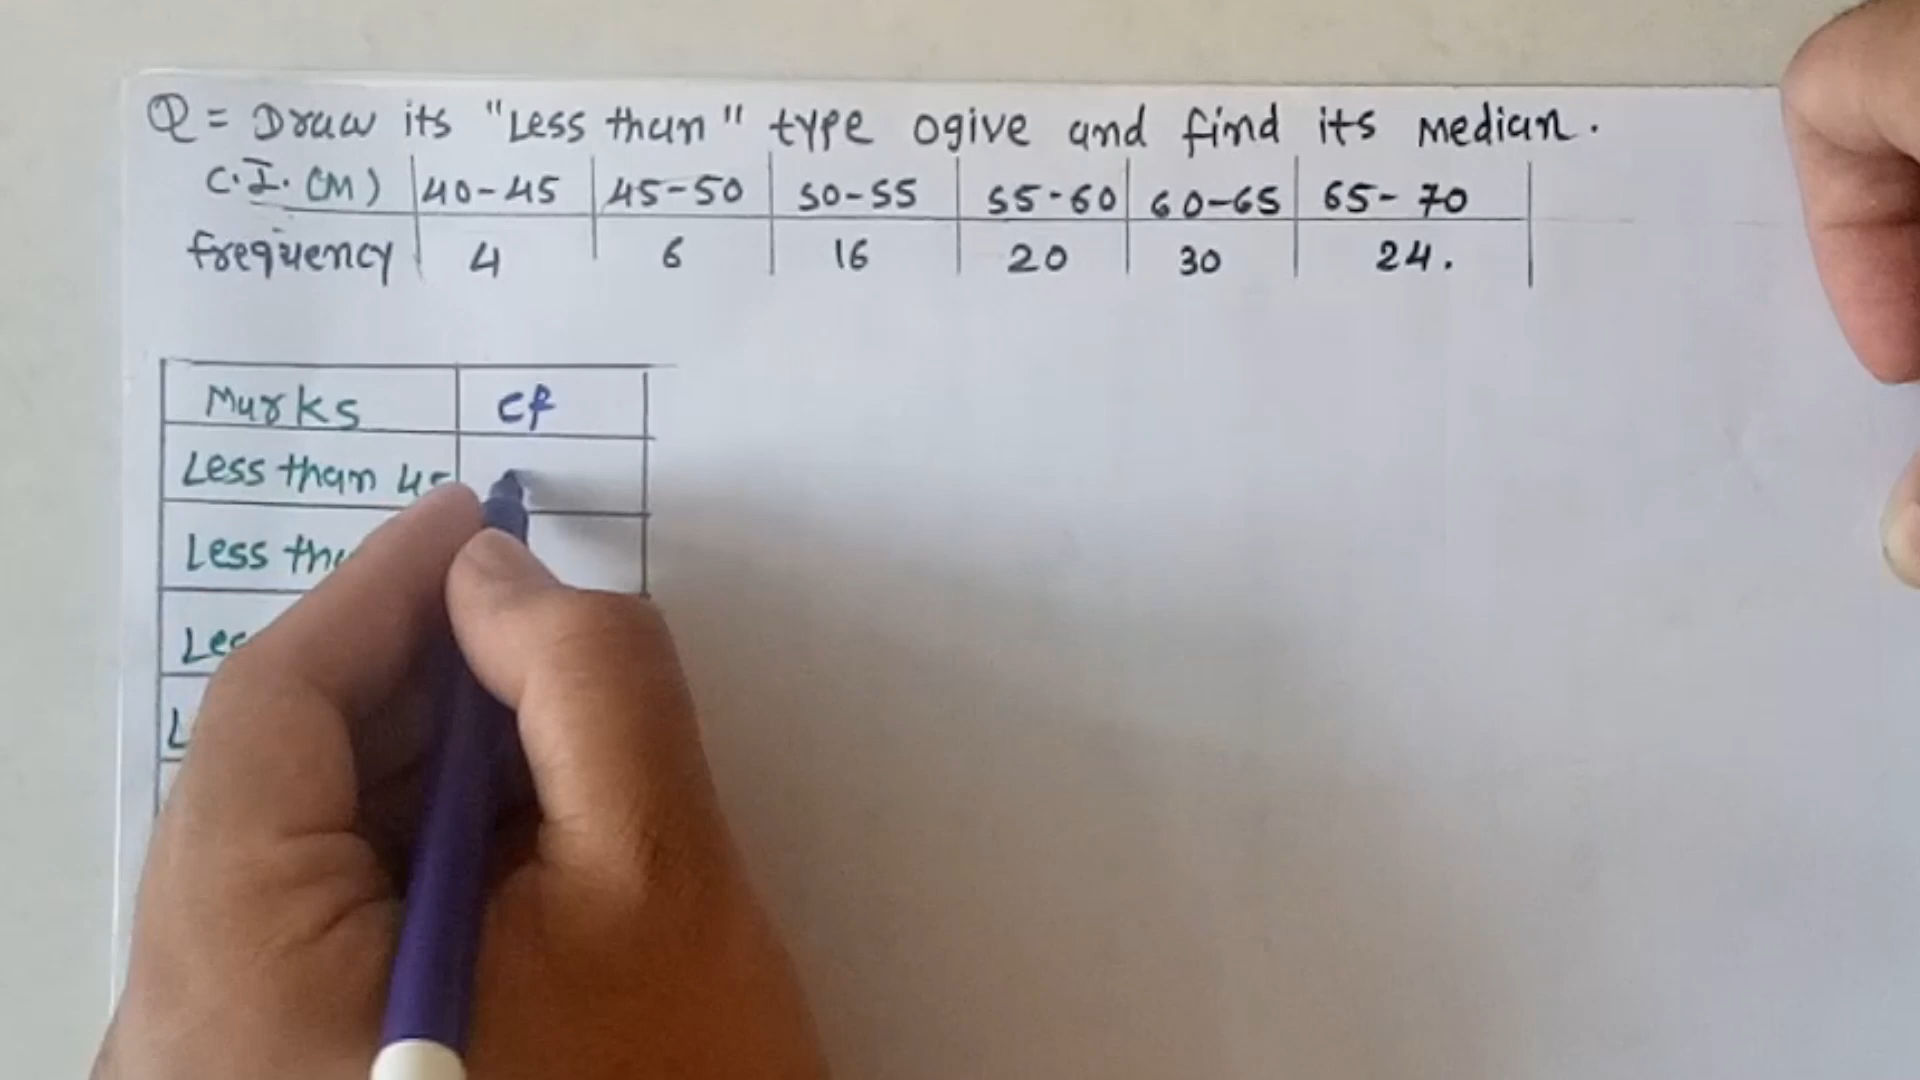 Q = Draw its "Less than" type ogive and find its median.
C.I. (M) 40-45 45-50 50-55 55-60 60-65 65-70
frequency 4 6 16 20 30 24.
Marks cf
Less than 45
Less